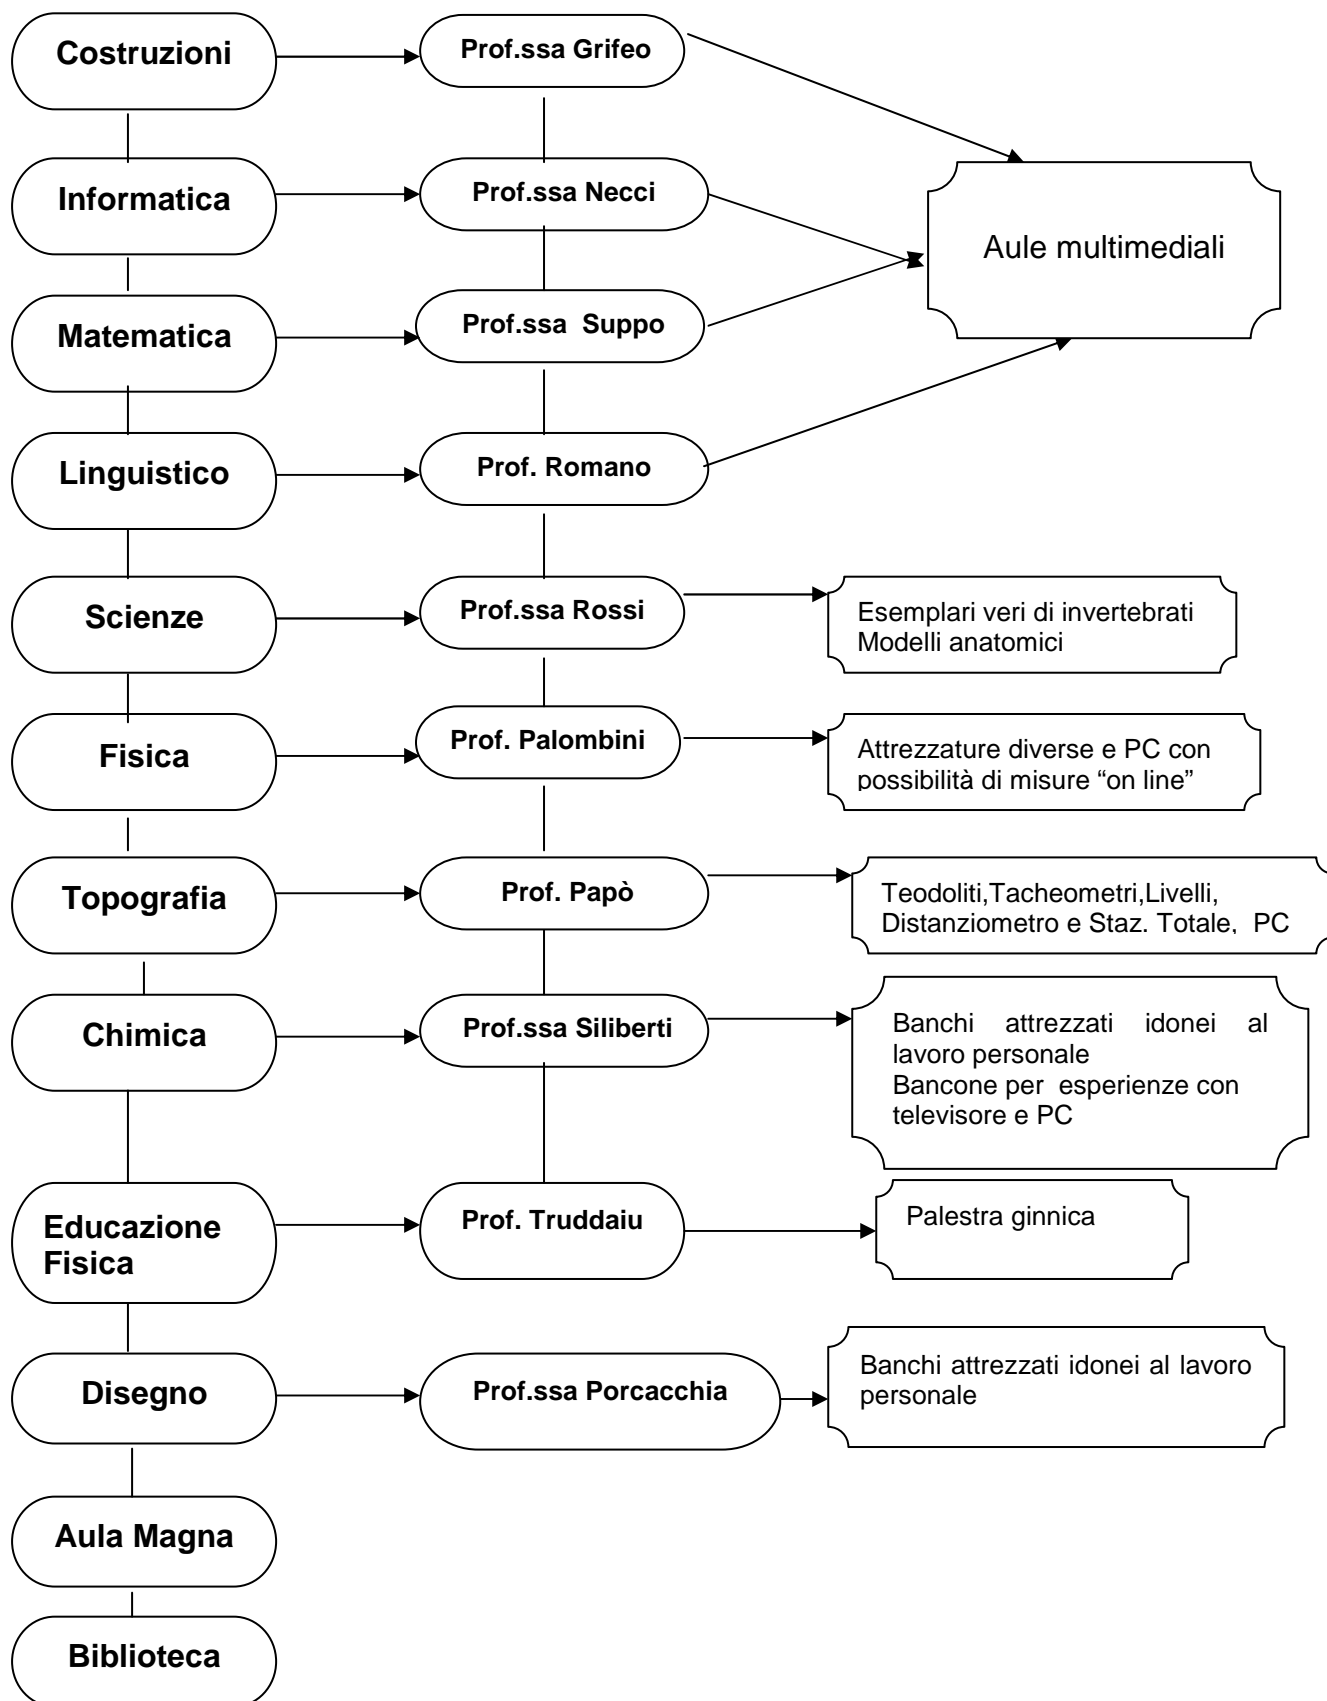 Costruzioni
Prof.ssa Grifeo
Informatica
Prof.ssa Necci
Aule multimediali
Matematica
Prof.ssa Suppo
Linguistico
Prof. Romano
Scienze
Prof.ssa Rossi
Esemplari veri di invertebrati
Modelli anatomici
Fisica
Prof. Palombini
Attrezzature diverse e PC con
possibilità di misure “on line”
Topografia
Prof. Papò
Teodoliti,Tacheometri,Livelli,
Distanziometro e Staz. Totale, PC
Chimica
Prof.ssa Siliberti
Banchi attrezzati idonei al
lavoro personale
Bancone per esperienze con
televisore e PC
Educazione
Fisica
Prof. Truddaiu
Palestra ginnica
Disegno
Prof.ssa Porcacchia
Banchi attrezzati idonei al lavoro
personale
Aula Magna
Biblioteca